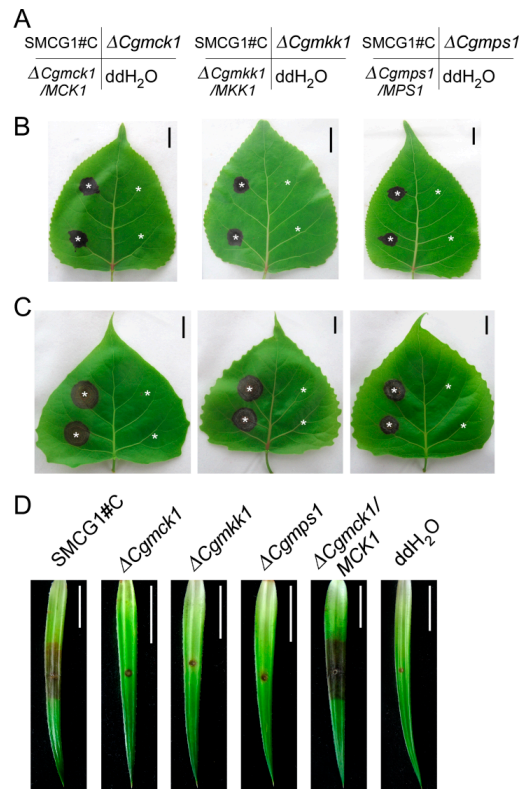 A
SMCG1#C ΔCgmck1 SMCG1#C ΔCgmkk1 SMCG1#C ΔCgmps1
ΔCgmck1 ddH₂O ΔCgmkk1 ddH₂O ΔCgmps1 ddH₂O
/MCK1 /MKK1 /MPS1
B
* * * * * *
* * * * * *
C
* * * * * *
* * * * * *
D
SMCG1#C ΔCgmck1 ΔCgmkk1 ΔCgmps1 ΔCgmck1/ ddH₂O
MCK1